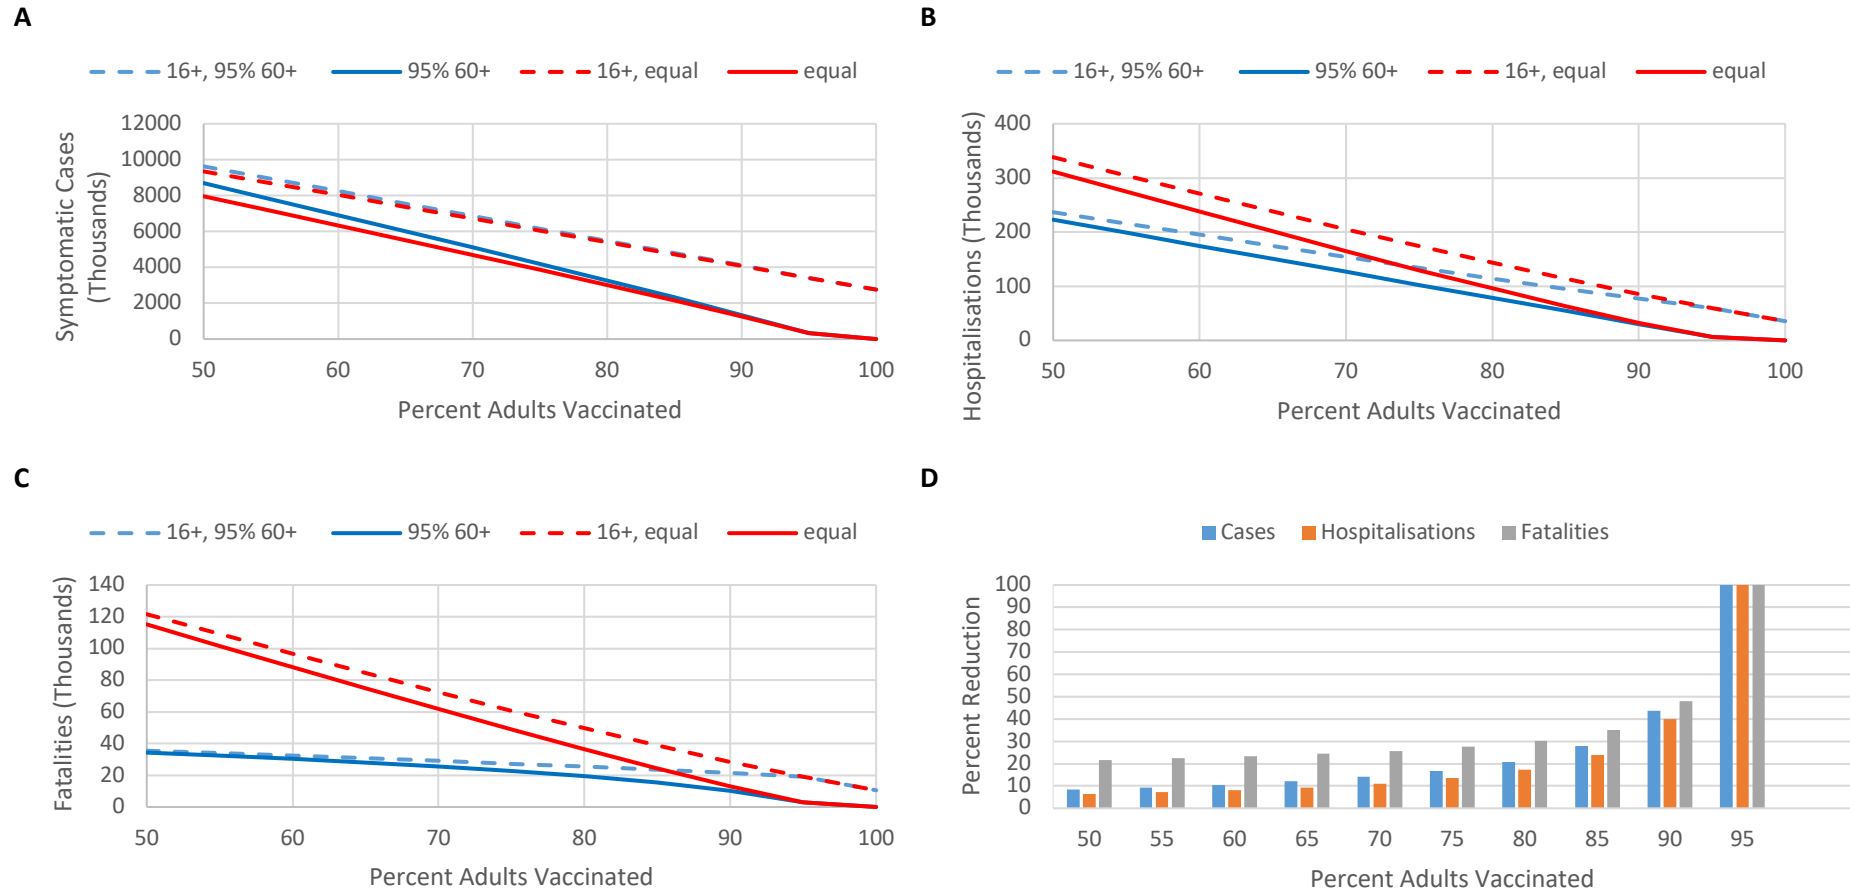 A
16+, 95% 60+ 95% 60+ 16+, equal equal
Symptomatic Cases
(Thousands)
12000
10000
8000
6000
4000
2000
0
50 60 70 80 90 100
Percent Adults Vaccinated
B
16+, 95% 60+ 95% 60+ 16+, equal equal
Hospitalisations (Thousands)
400
300
200
100
0
50 60 70 80 90 100
Percent Adults Vaccinated
C
16+, 95% 60+ 95% 60+ 16+, equal equal
Fatalities (Thousands)
140
120
100
80
60
40
20
0
50 60 70 80 90 100
Percent Adults Vaccinated
D
Cases Hospitalisations Fatalities
Percent Reduction
100
90
80
70
60
50
40
30
20
10
0
50 55 60 65 70 75 80 85 90 95
Percent Adults Vaccinated